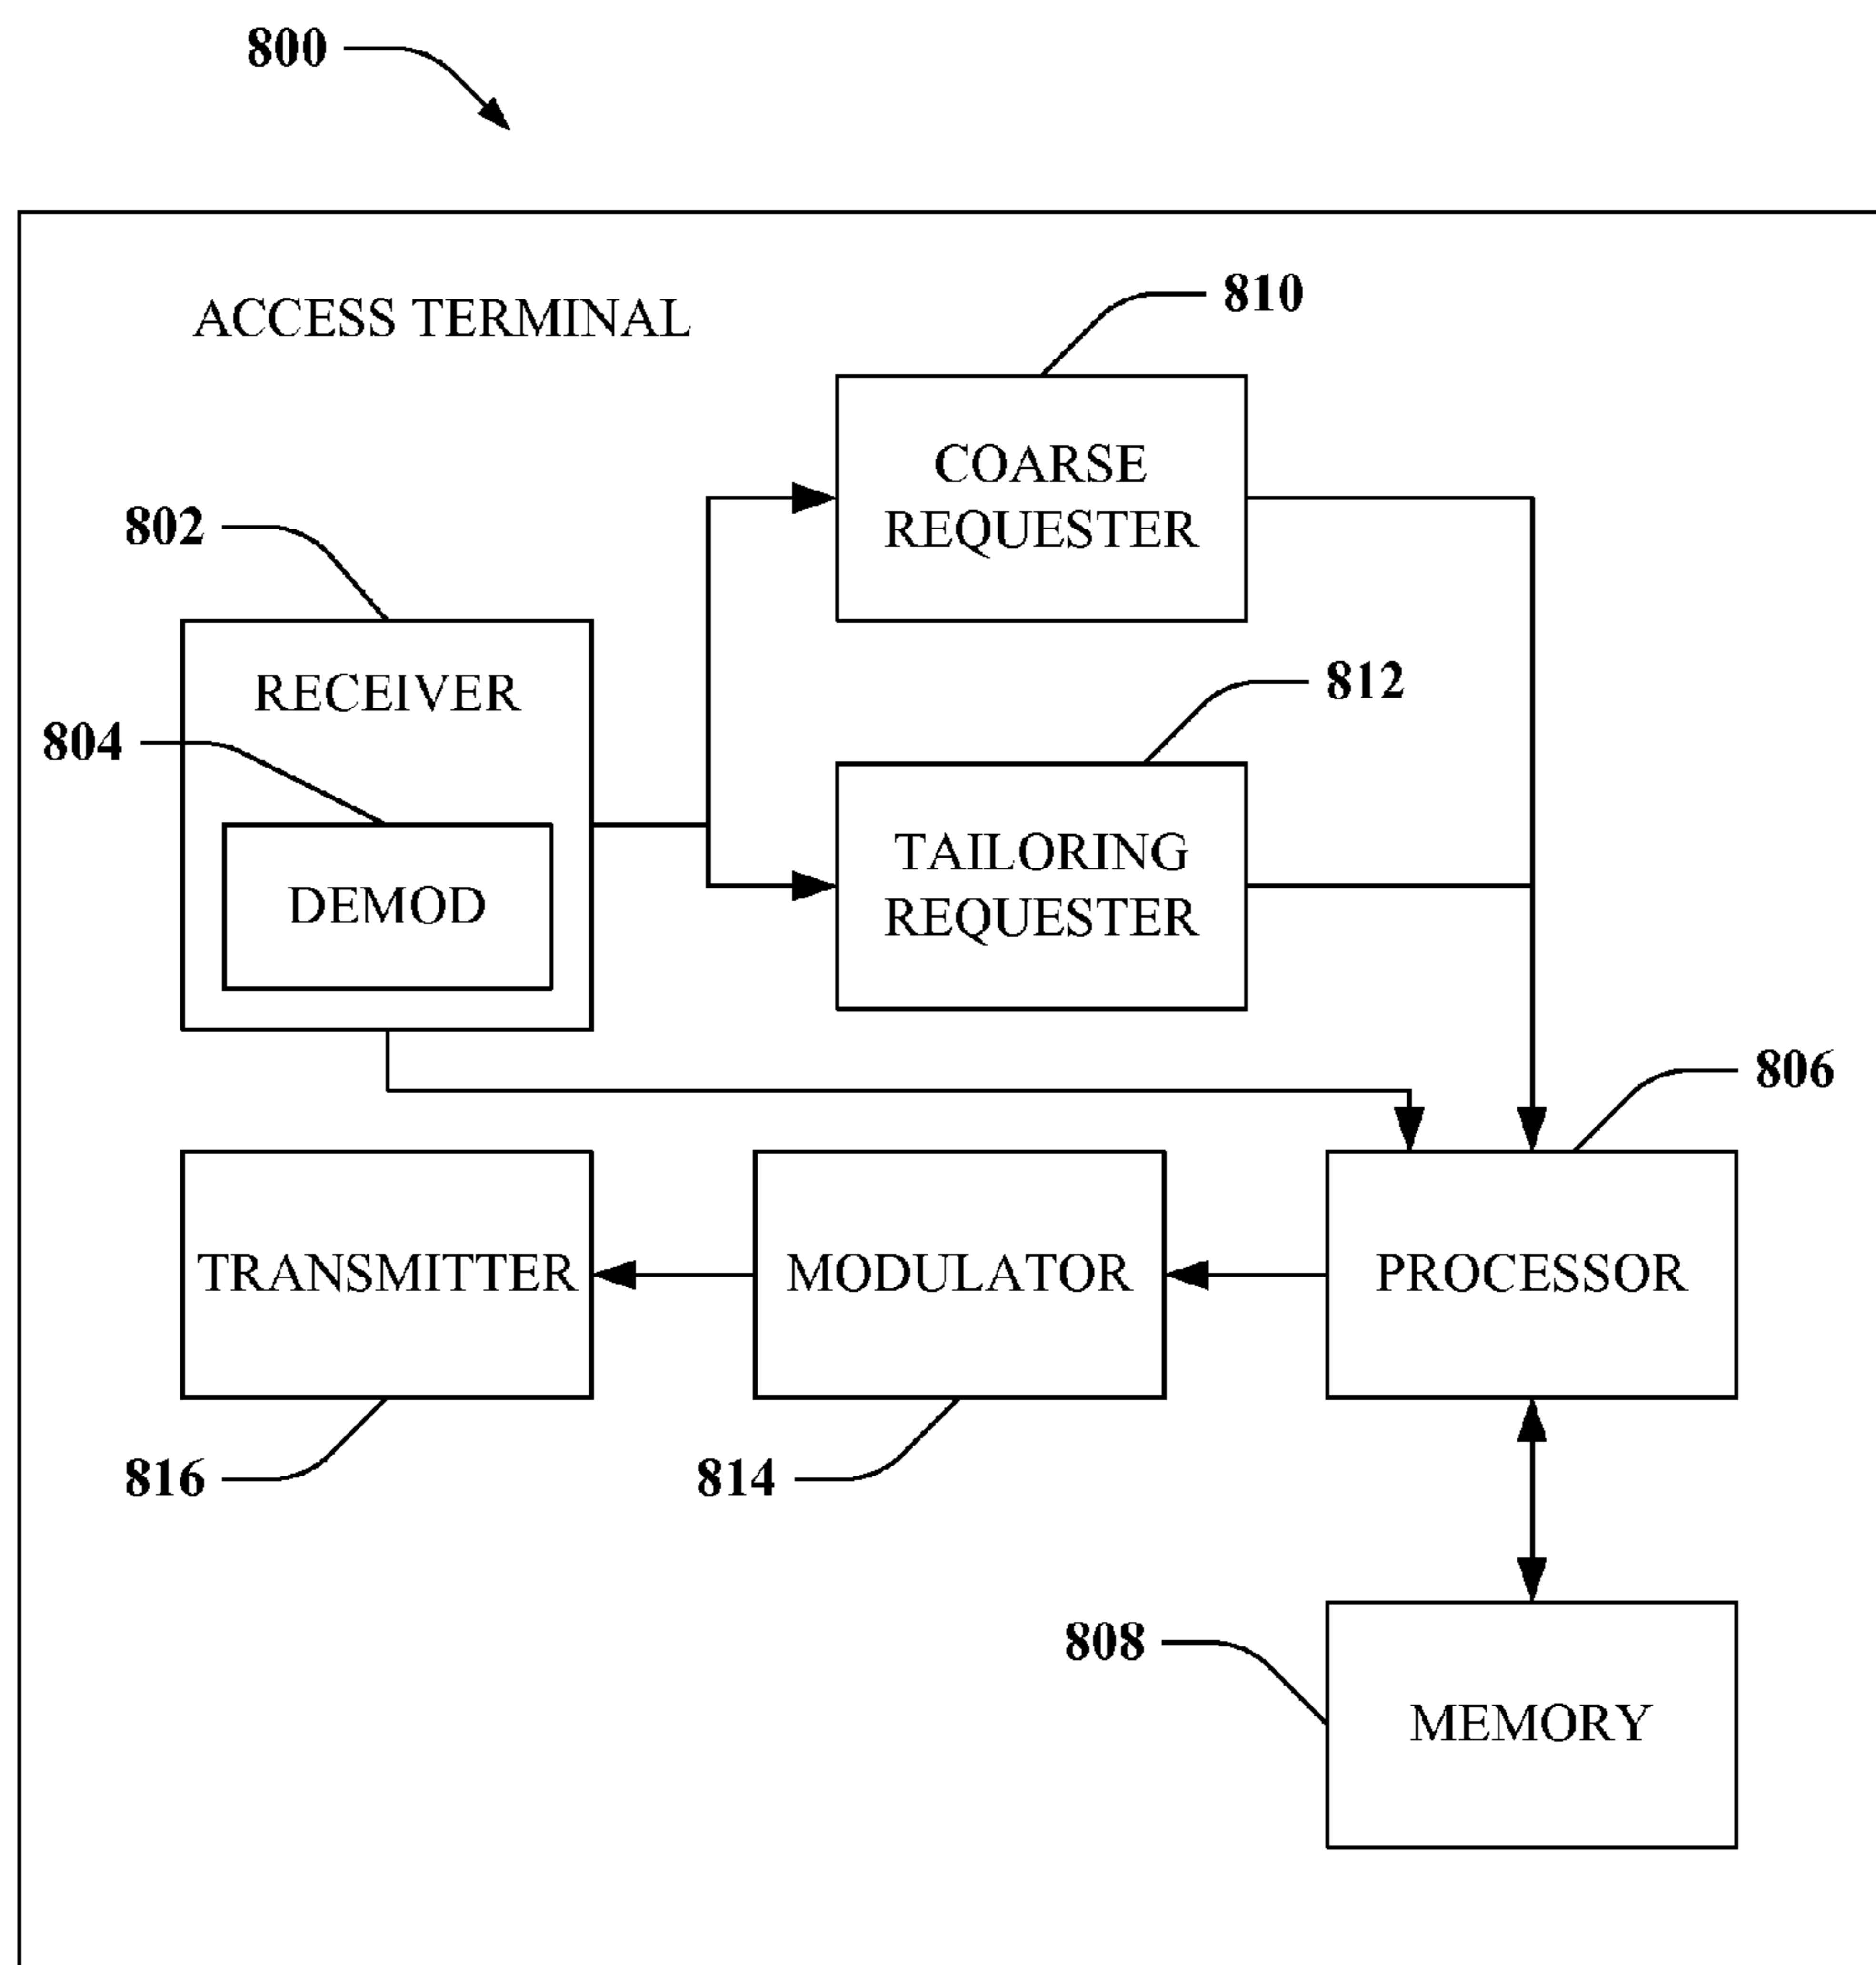 800
ACCESS TERMINAL
810
COARSE
REQUESTER
802
RECEIVER
812
804
TAILORING
REQUESTER
DEMOD
806
TRANSMITTER
MODULATOR
PROCESSOR
816
814
808
MEMORY